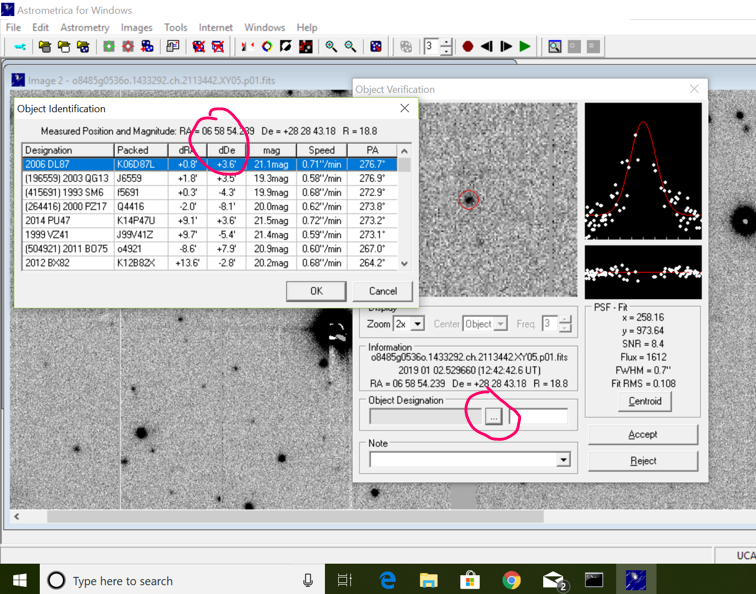 Astrometrica for Windows
File Edit Astrometry Images Tools Internet Windows Help
3
Image 2 - o8485g0536o.1433292.ch.2113442.XY05.p01.fits
Object Verification
Object Identification
Measured Position and Magnitude: RA = 06 58 54.239 De = +28 28 43.18 R = 18.8
Designation Packed dRA dDe mag Speed PA
2006 DL87 K06D87L +0.8' +3.6' 21.1mag 0.71''/min 276.7°
(196559) 2003 QG13 J6559 +1.8' +3.5' 19.3mag 0.58''/min 276.9°
(415691) 1993 SM6 f5691 +0.3' -4.3' 19.9mag 0.68''/min 272.9°
(264416) 2000 PZ17 Q4416 -2.0' -8.1' 20.0mag 0.62''/min 273.8°
2014 PU47 K14P47U +9.1' +3.6' 21.5mag 0.72''/min 273.2°
1999 VZ41 J99V41Z +9.7' -5.4' 21.4mag 0.59''/min 273.1°
(504921) 2011 BO75 o4921 -8.6' +7.9' 20.9mag 0.60''/min 267.0°
2012 BX82 K12B82X +13.6' -2.8' 20.2mag 0.68''/min 264.2°
OK Cancel
Display
Zoom 2x Center Object Freq. 3
Information
o8485g0536o.1433292.ch.2113442.XY05.p01.fits
2019 01 02.529660 (12:42:42.6 UT)
RA = 06 58 54.239 De = +28 28 43.18 R = 18.8
Object Designation
...
Note
PSF - Fit
x = 258.16
y = 973.64
SNR = 8.4
Flux = 1612
FWHM = 0.7''
Fit RMS = 0.108
Centroid
Accept
Reject
UCA
Type here to search
2